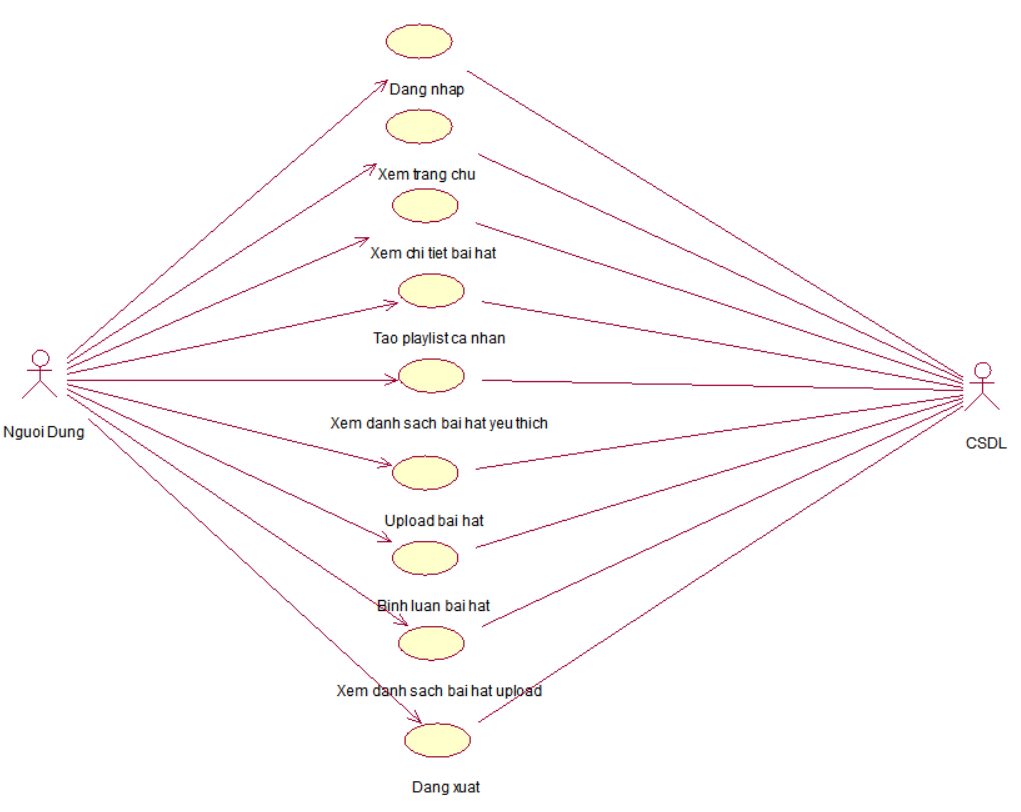 Dang nhap
Xem trang chu
Xem chi tiet bai hat
Tao playlist ca nhan
Xem danh sach bai hat yeu thich
Nguoi Dung
CSDL
Upload bai hat
Binh luan bai hat
Xem danh sach bai hat upload
Dang xuat